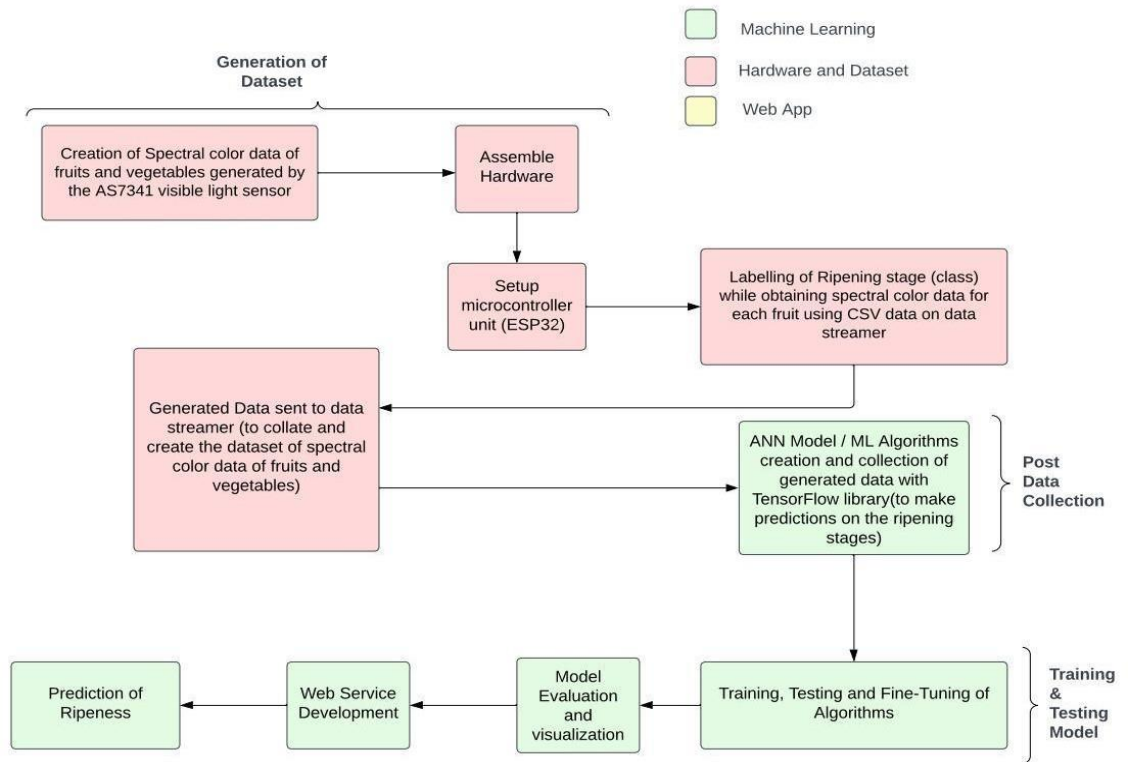 Machine Learning
Hardware and Dataset
Web App
Generation of
Dataset
Creation of Spectral color data of
fruits and vegetables generated by
the AS7341 visible light sensor
Assemble
Hardware
Setup
microcontroller
unit (ESP32)
Labelling of Ripening stage (class)
while obtaining spectral color data for
each fruit using CSV data on data
streamer
Generated Data sent to data
streamer (to collate and
create the dataset of spectral
color data of fruits and
vegetables)
ANN Model / ML Algorithms
creation and collection of
generated data with
TensorFlow library(to make
predictions on the ripening
stages)
Post
Data
Collection
Training, Testing and Fine-Tuning of
Algorithms
Training
&
Testing
Model
Model
Evaluation
and
visualization
Web Service
Development
Prediction of
Ripeness